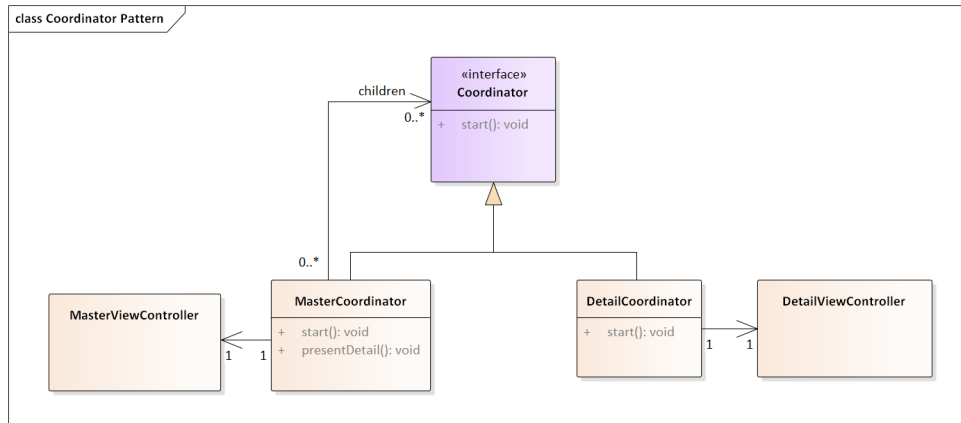 class Coordinator Pattern
«interface»
Coordinator
+ start(): void
children
0..*
0..*
MasterViewController
MasterCoordinator
+ start(): void
+ presentDetail(): void
1
1
DetailCoordinator
+ start(): void
DetailViewController
1
1